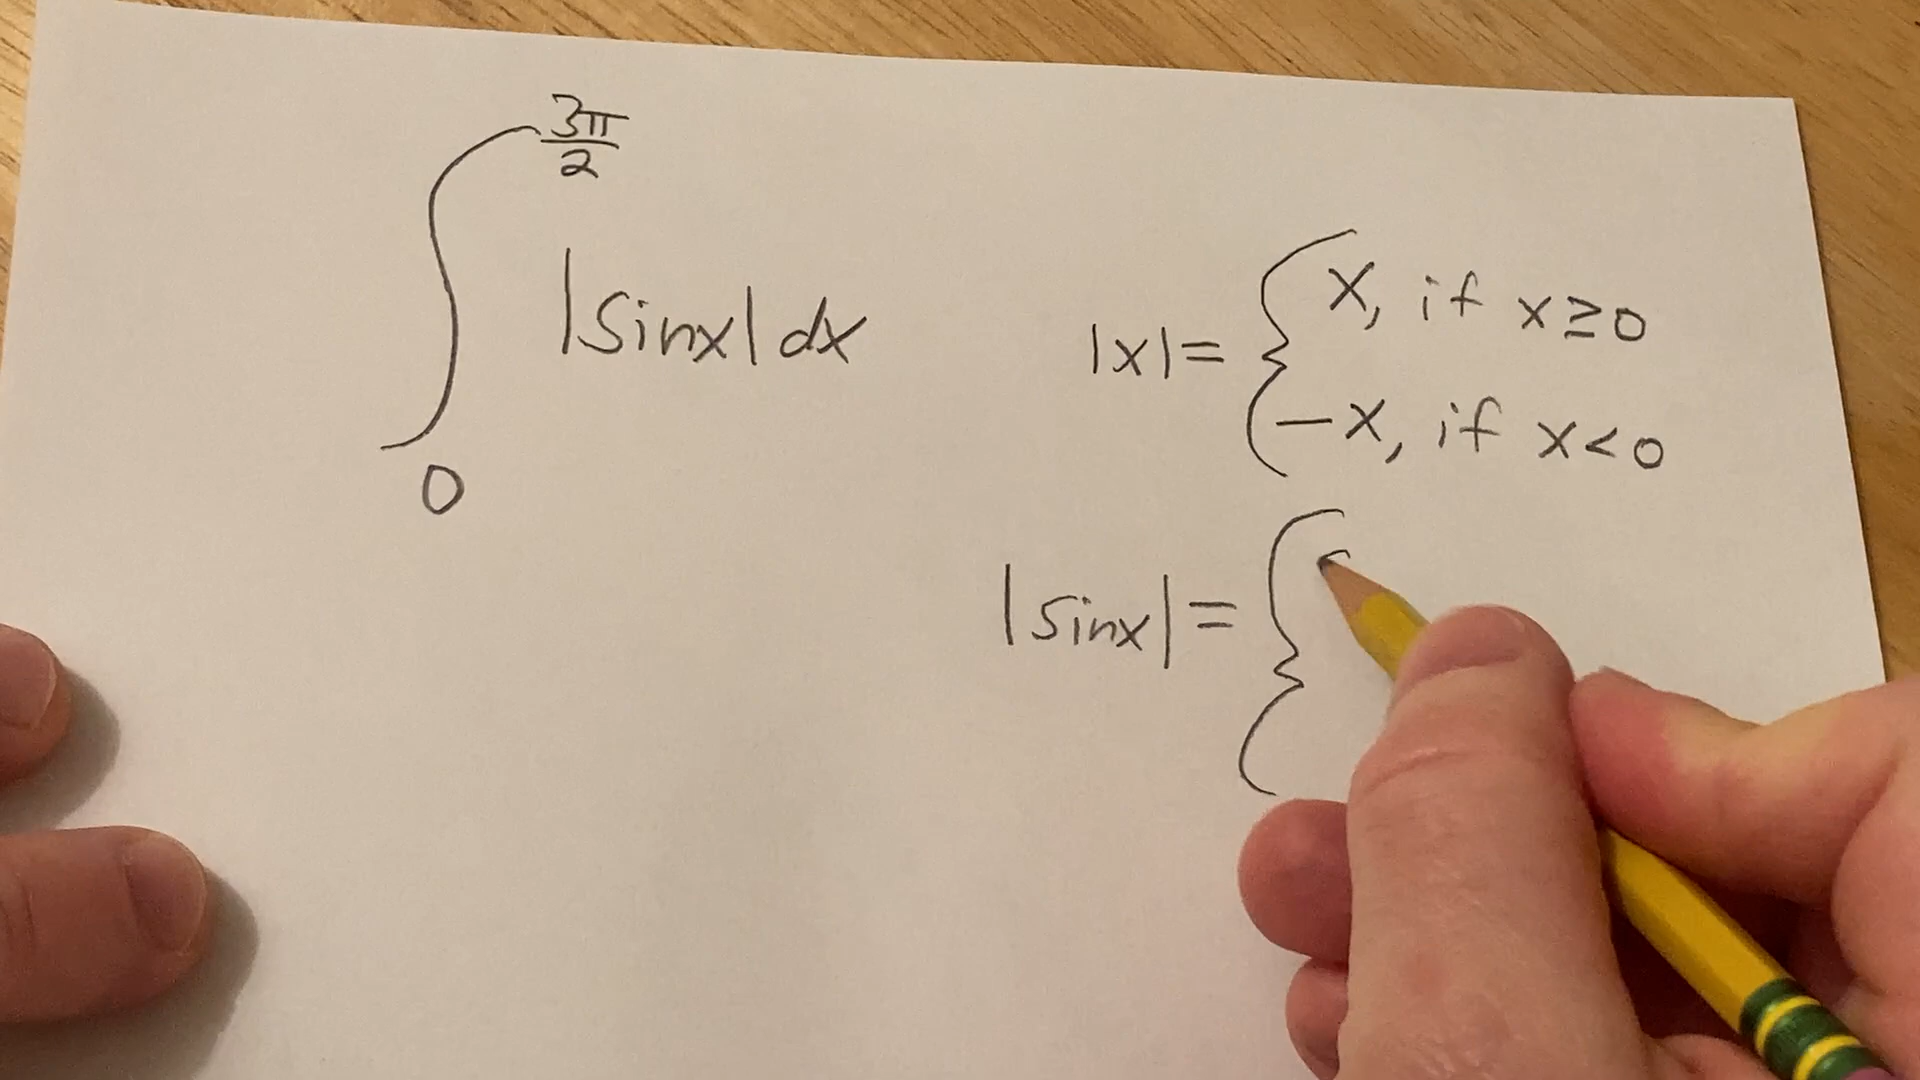 ∫₀^{3π/2} |sinx| dx
|x| = { x, if x ≥ 0
-x, if x < 0
|sinx| = {